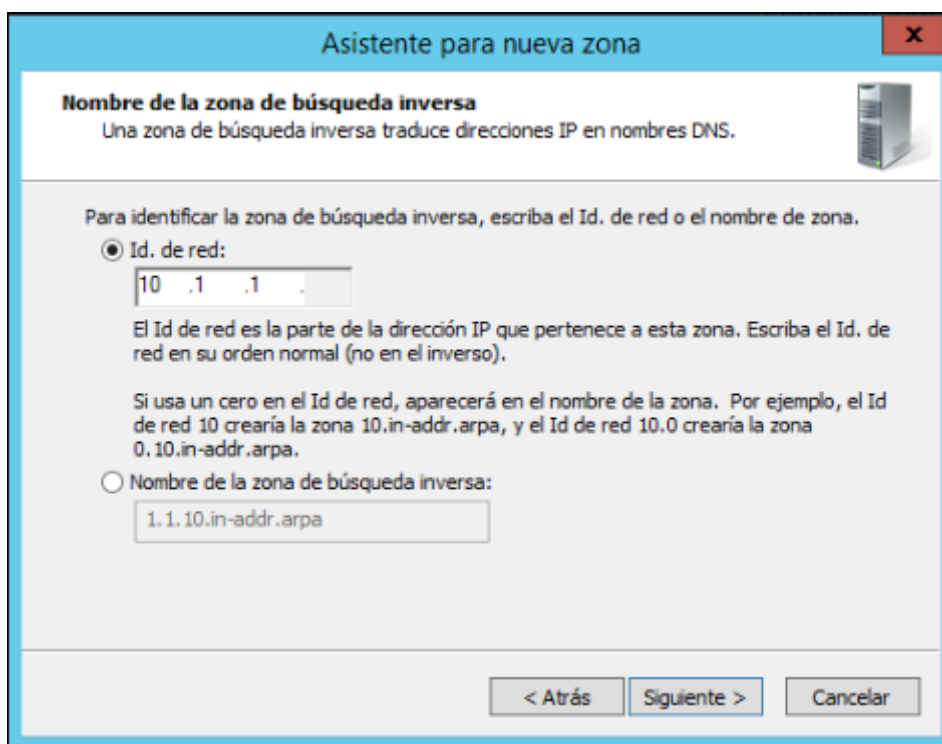 Asistente para nueva zona
x
Nombre de la zona de búsqueda inversa
Una zona de búsqueda inversa traduce direcciones IP en nombres DNS.
Para identificar la zona de búsqueda inversa, escriba el Id. de red o el nombre de zona.
Id. de red:
10 .1 .1 .
El Id de red es la parte de la dirección IP que pertenece a esta zona. Escriba el Id. de
red en su orden normal (no en el inverso).
Si usa un cero en el Id de red, aparecerá en el nombre de la zona. Por ejemplo, el Id
de red 10 crearía la zona 10.in-addr.arpa, y el Id de red 10.0 crearía la zona
0.10.in-addr.arpa.
Nombre de la zona de búsqueda inversa:
1.1.10.in-addr.arpa
< Atrás
Siguiente >
Cancelar